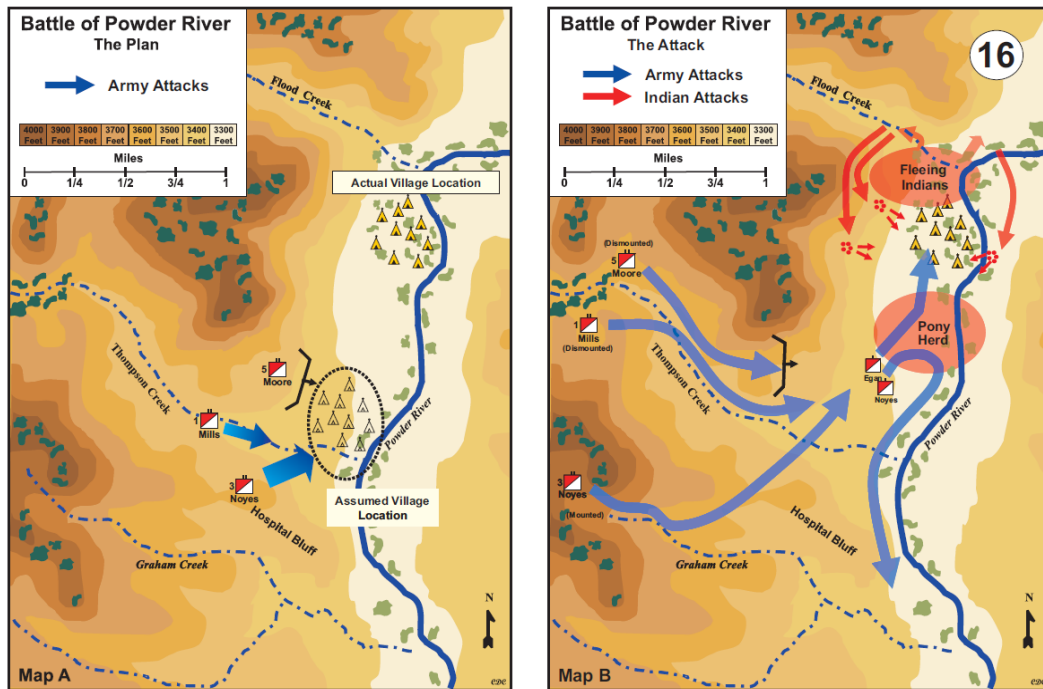 Battle of Powder River
The Plan
Army Attacks
4000 Feet
3900 Feet
3800 Feet
3700 Feet
3600 Feet
3500 Feet
3400 Feet
3300 Feet
Miles
0 1/4 1/2 3/4 1
Flood Creek
Actual Village Location
Thompson Creek
5
Moore
1
Mills
3
Noyes
Powder River
Assumed Village
Location
Hospital Bluff
Graham Creek
N
Map A
CDC
Battle of Powder River
The Attack
Army Attacks
Indian Attacks
16
4000 Feet
3900 Feet
3800 Feet
3700 Feet
3600 Feet
3500 Feet
3400 Feet
3300 Feet
Miles
0 1/4 1/2 3/4 1
Flood Creek
Fleeing
Indians
(Dismounted)
5
Moore
1
Mills
(Dismounted)
Pony
Herd
Thompson Creek
Egan
Noyes
Powder River
3
Noyes
(Mounted)
Hospital Bluff
Graham Creek
N
Map B
CDC